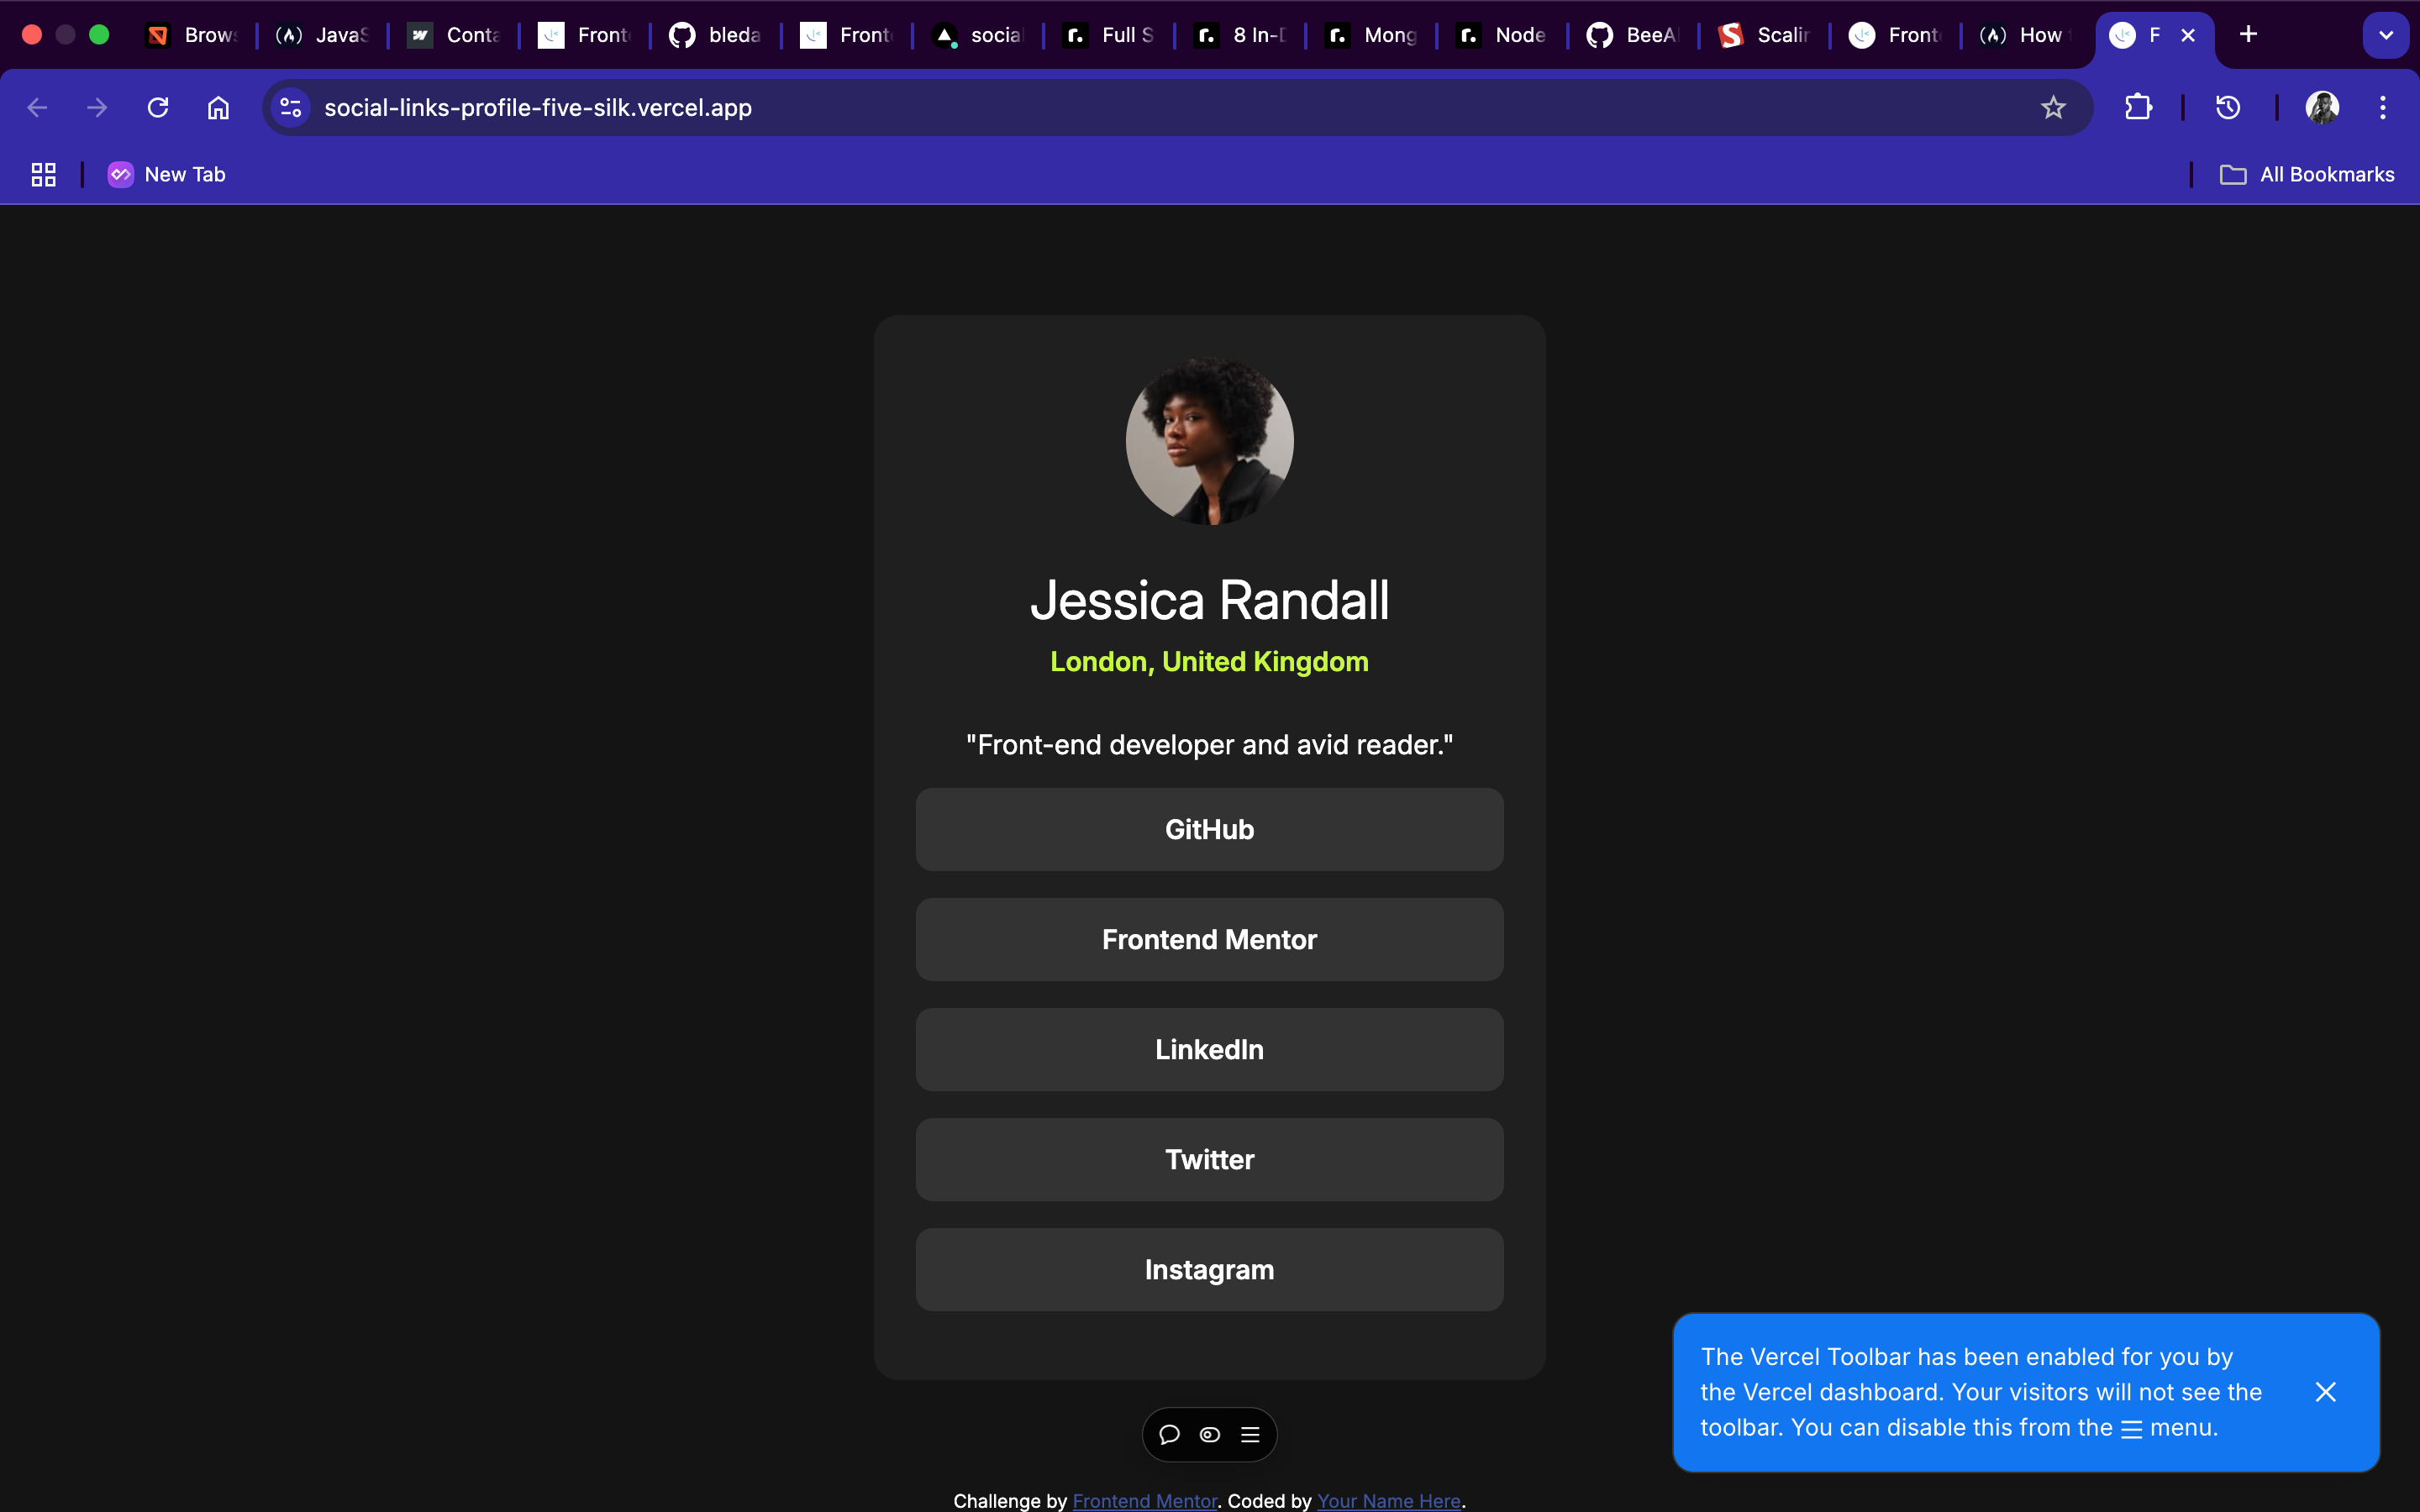 Brows
JavaS
Conta
Front
bleda
Front
social
Full S
8 In-D
Mong
Node
BeeAI
Scalin
Front
How
F
social-links-profile-five-silk.vercel.app
New Tab
All Bookmarks
Jessica Randall
London, United Kingdom
"Front-end developer and avid reader."
GitHub
Frontend Mentor
LinkedIn
Twitter
Instagram
The Vercel Toolbar has been enabled for you by
the Vercel dashboard. Your visitors will not see the
toolbar. You can disable this from the menu.
Challenge by Frontend Mentor. Coded by Your Name Here.